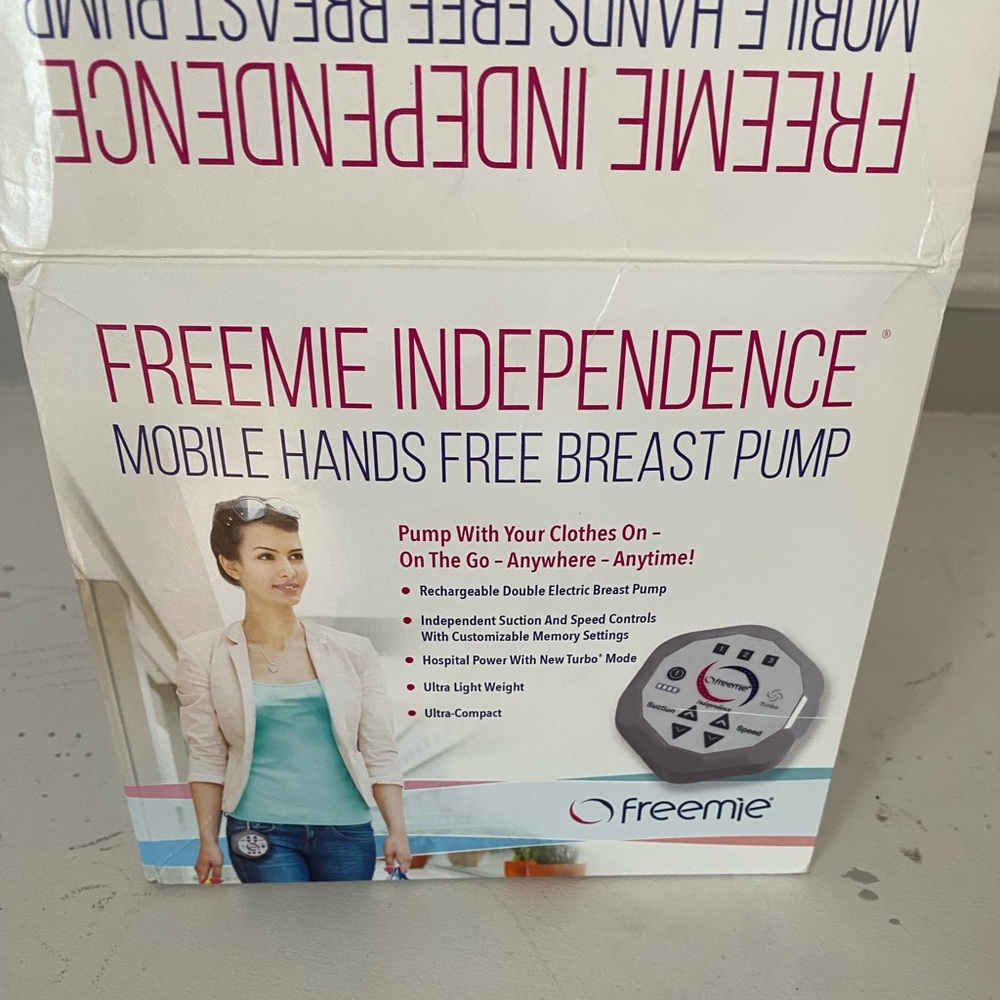 MOBILE HANDS FREE BREAST PUMP
FREEMIE INDEPENDENCE®
FREEMIE INDEPENDENCE®
MOBILE HANDS FREE BREAST PUMP
Pump With Your Clothes On –
On The Go – Anywhere – Anytime!
• Rechargeable Double Electric Breast Pump
• Independent Suction And Speed Controls
With Customizable Memory Settings
• Hospital Power With New Turbo® Mode
• Ultra Light Weight
• Ultra-Compact
1 2 3
freemie
Independence
Turbo
Suction
Speed
freemie®